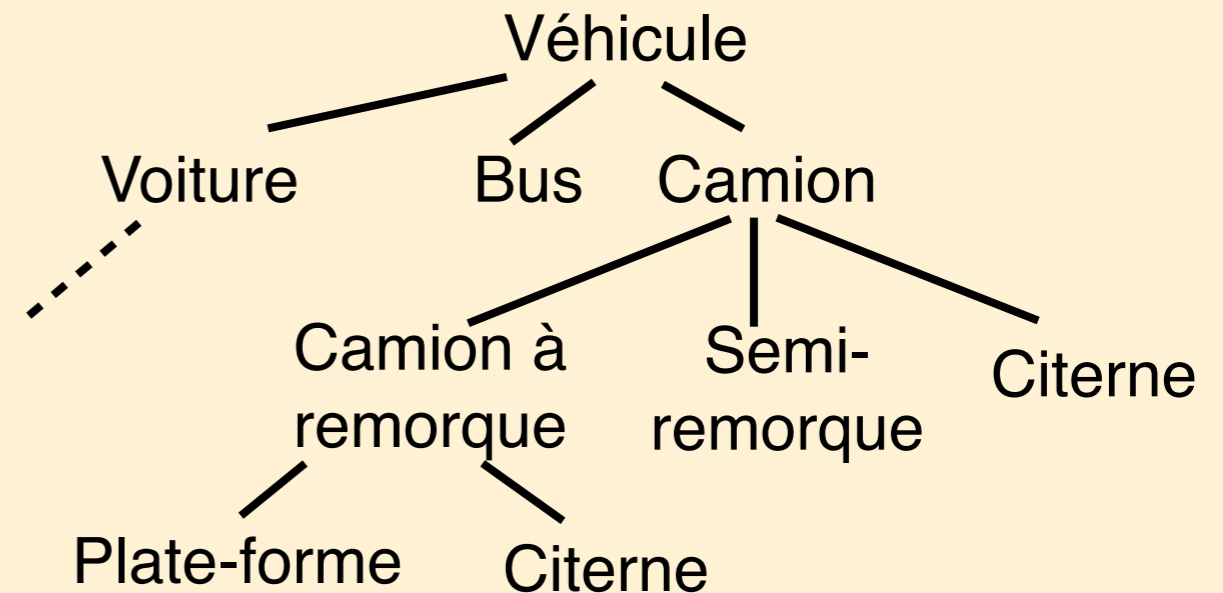 Véhicule
Voiture
Bus
Camion
Camion à
remorque
Semi-
remorque
Citerne
Plate-forme
Citerne